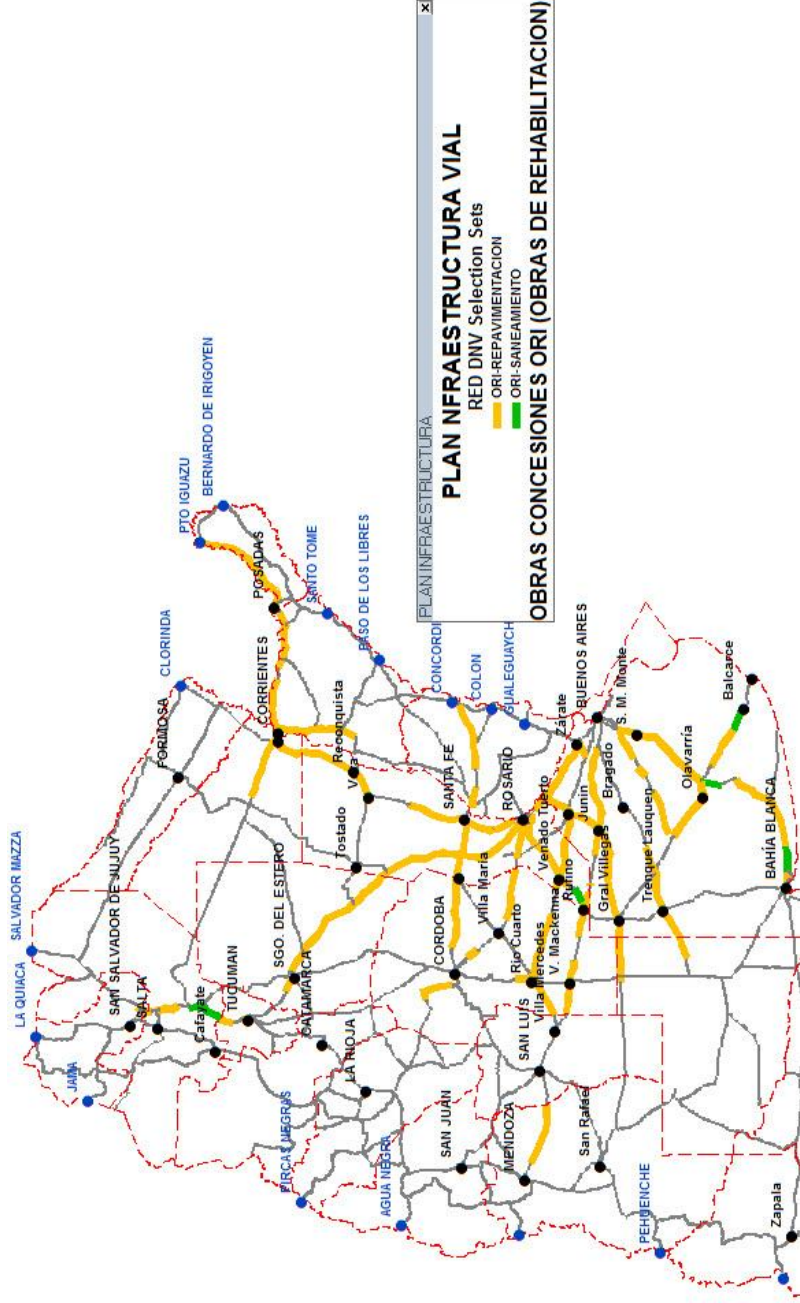 SALVADOR MAZZA
LA QUIACA
JAMA
SAN SALVADOR DE JUJUY
SALTA
Cafayate
TUCUMAN
SGO. DEL ESTERO
CATAMARCA
LA RIOJA
PIRCAS NEGRAS
AGUA NEGRA
FORMOSA
CLORINDA
CORRIENTES
PTO IGUAZU
BERNARDO DE IRIGOYEN
POSADAS
SANTO TOME
PASO DE LOS LIBRES
Reconquista
Vera
Tostado
CONCORDI
COLON
GUALEGUAYCH
SANTA FE
ROSARIO
CORDOBA
Villa María
Río Cuarto
Villa Mercedes
V. Mackenna
Rufino
Venado Tuerto
Gral Villegas
Junín
Zárate
BUENOS AIRES
Bragado
S. M. Monte
Trenque Lauquen
Olavarría
Balcarce
BAHÍA BLANCA
SAN JUAN
MENDOZA
SAN LUIS
San Rafael
PEHUENCHE
Zapala
PLAN INFRAESTRUCTURA
x
PLAN NFRAESTRUCTURA VIAL
RED DNV Selection Sets
ORI-REPAVIMENTACION
ORI-SANEAMIENTO
OBRAS CONCESIONES ORI (OBRAS DE REHABILITACION)